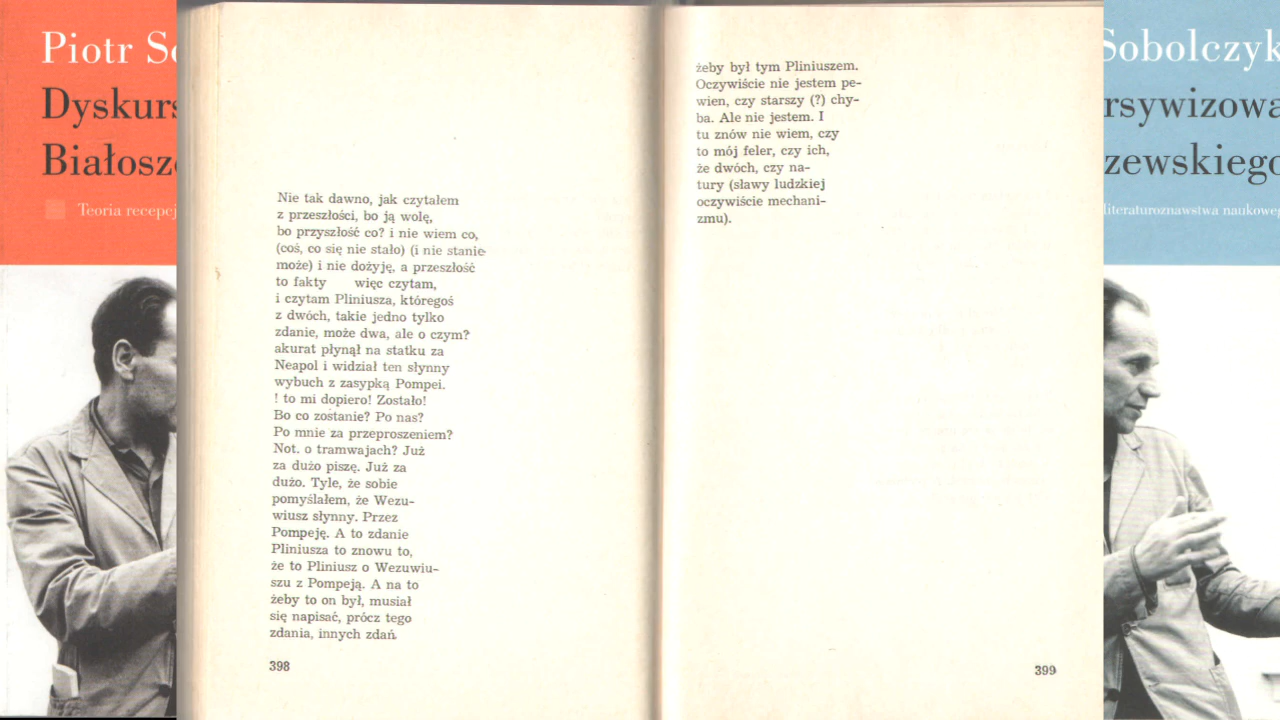 Piotr So
Dyskurs
Białosz
Teoria recepcj
Nie tak dawno, jak czytałem
z przeszłości, bo ją wolę,
bo przyszłość co? i nie wiem co,
(coś, co się nie stało) (i nie stanie
może) i nie dożyję, a przeszłość
to fakty więc czytam,
i czytam Pliniusza, któregoś
z dwóch, takie jedno tylko
zdanie, może dwa, ale o czym?
akurat płynął na statku za
Neapol i widział ten słynny
wybuch z zasypką Pompei.
! to mi dopiero! Zostało!
Bo co zostanie? Po nas?
Po mnie za przeproszeniem?
Not. o tramwajach? Już
za dużo piszę. Już za
dużo. Tyle, że sobie
pomyślałem, że Wezu-
wiusz słynny. Przez
Pompeję. A to zdanie
Pliniusza to znowu to,
że to Pliniusz o Wezuwiu-
szu z Pompeją. A na to
żeby to on był, musiał
się napisać, prócz tego
zdania, innych zdań
398
żeby był tym Pliniuszem.
Oczywiście nie jestem pe-
wien, czy starszy (?) chy-
ba. Ale nie jestem. I
tu znów nie wiem, czy
to mój feler, czy ich,
że dwóch, czy na-
tury (sławy ludzkiej
oczywiście mechani-
zmu).
399
Sobolczyk
rsywizowa
zewskiego
literaturoznawstwa naukoweg